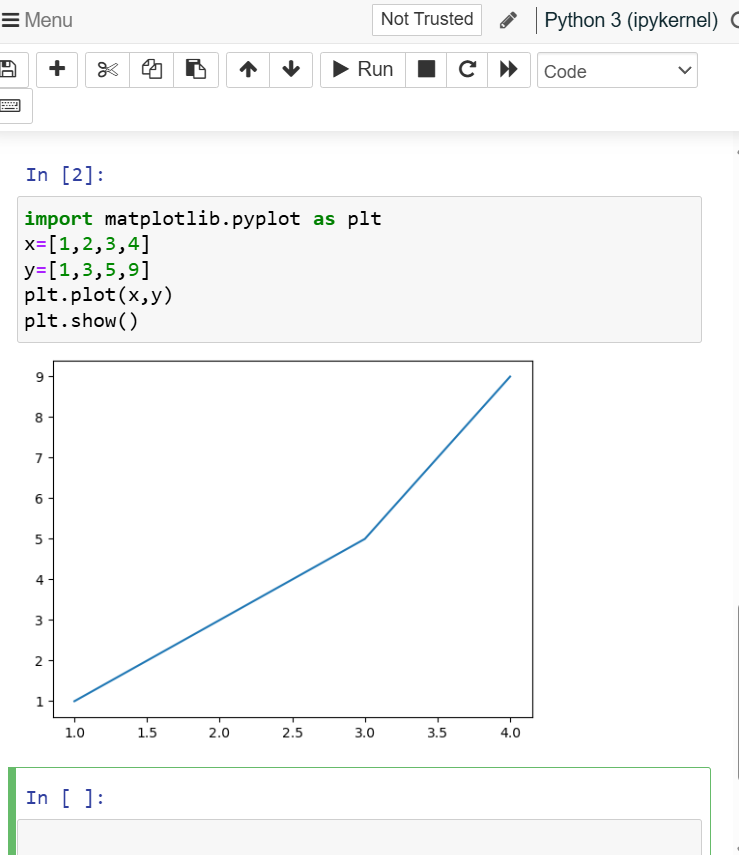 Menu
Not Trusted
Python 3 (ipykernel)
Run
Code
In [2]:
import matplotlib.pyplot as plt
x=[1,2,3,4]
y=[1,3,5,9]
plt.plot(x,y)
plt.show()
9
8
7
6
5
4
3
2
1
1.0 1.5 2.0 2.5 3.0 3.5 4.0
In [ ]: